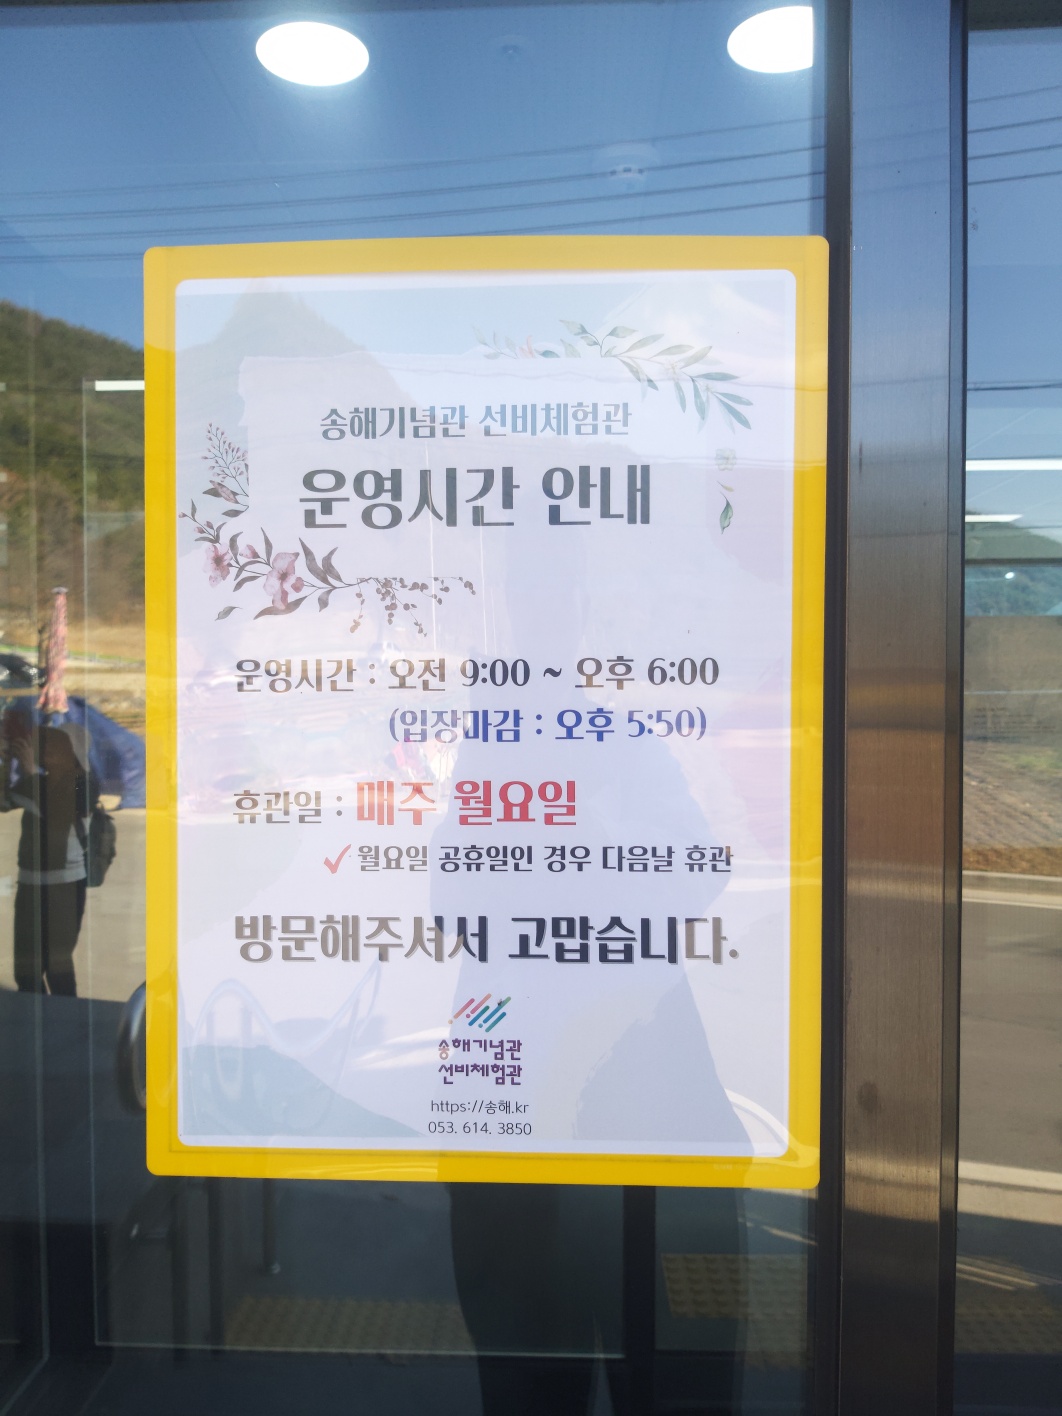 송해기념관 선비체험관
운영시간 안내
운영시간 : 오전 9:00 ~ 오후 6:00
(입장마감 : 오후 5:50)
휴관일 : 매주 월요일
✓월요일 공휴일인 경우 다음날 휴관
방문해주셔서 고맙습니다.
송해기념관
선비체험관
https://송해.kr
053. 614. 3850